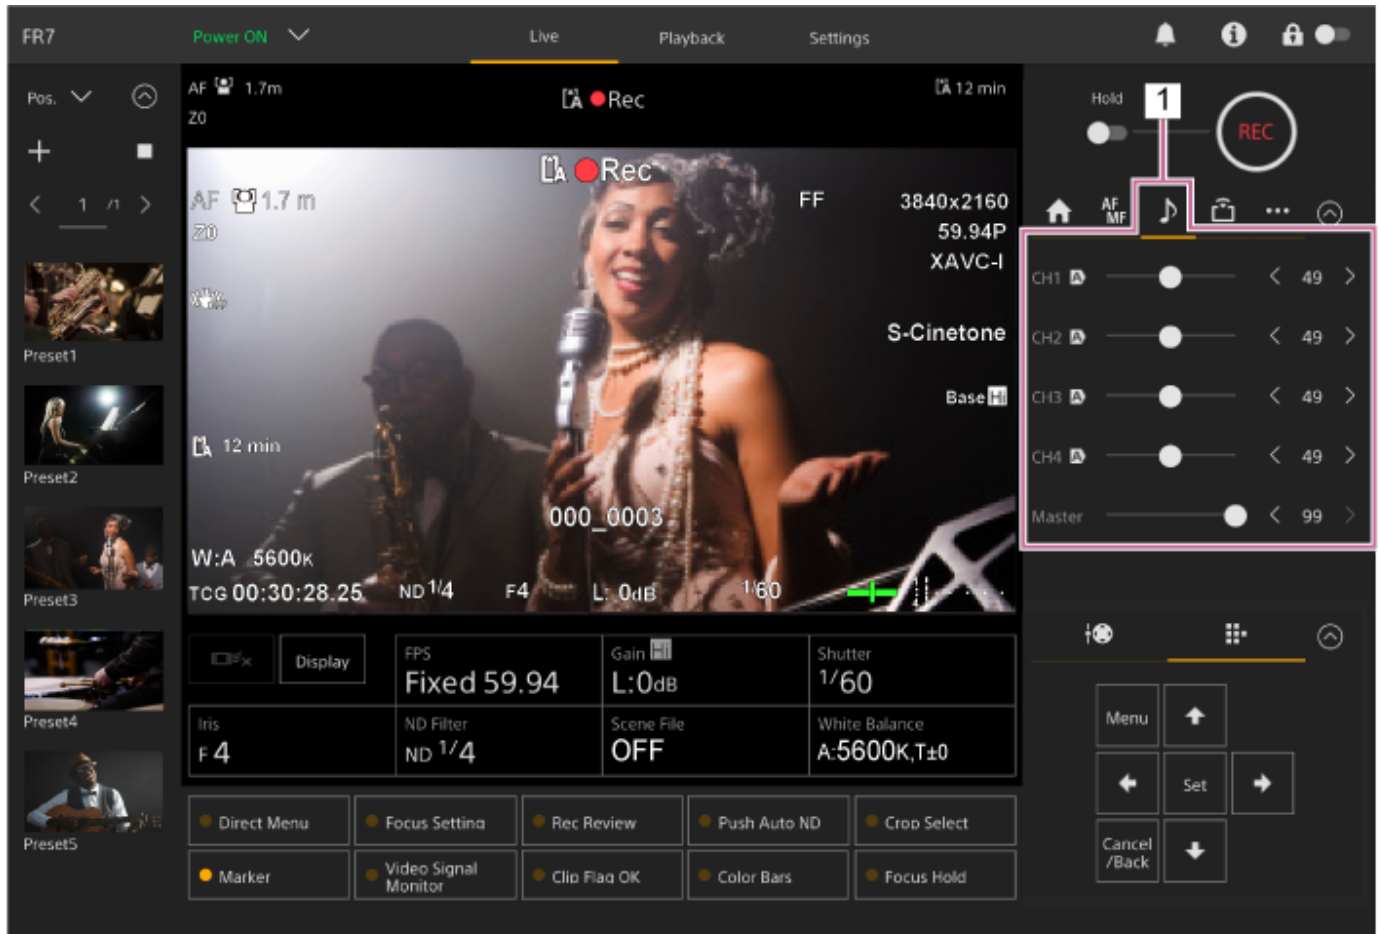 FR7
Power ON
Live
Playback
Settings
Pos.
1 /1
Preset1
Preset2
Preset3
Preset4
Preset5
AF 1.7m
Z0
A Rec
A 12 min
A Rec
AF 1.7 m
Z0
FF
3840x2160
59.94P
XAVC-I
S-Cinetone
Base Hi
A 12 min
000_0003
W:A 5600K
TCG 00:30:28.25
ND 1/4
F4
L: 0dB
1/60
Display
FPS
Fixed 59.94
Gain Hi
L:0dB
Shutter
1/60
Iris
F 4
ND Filter
ND 1/4
Scene File
OFF
White Balance
A:5600K,T±0
Direct Menu
Focus Setting
Rec Review
Push Auto ND
Crop Select
Marker
Video Signal
Monitor
Clip Flag OK
Color Bars
Focus Hold
Hold
1
REC
AF
MF
CH1 A 49
CH2 A 49
CH3 A 49
CH4 A 49
Master 99
Menu
Set
Cancel
/Back